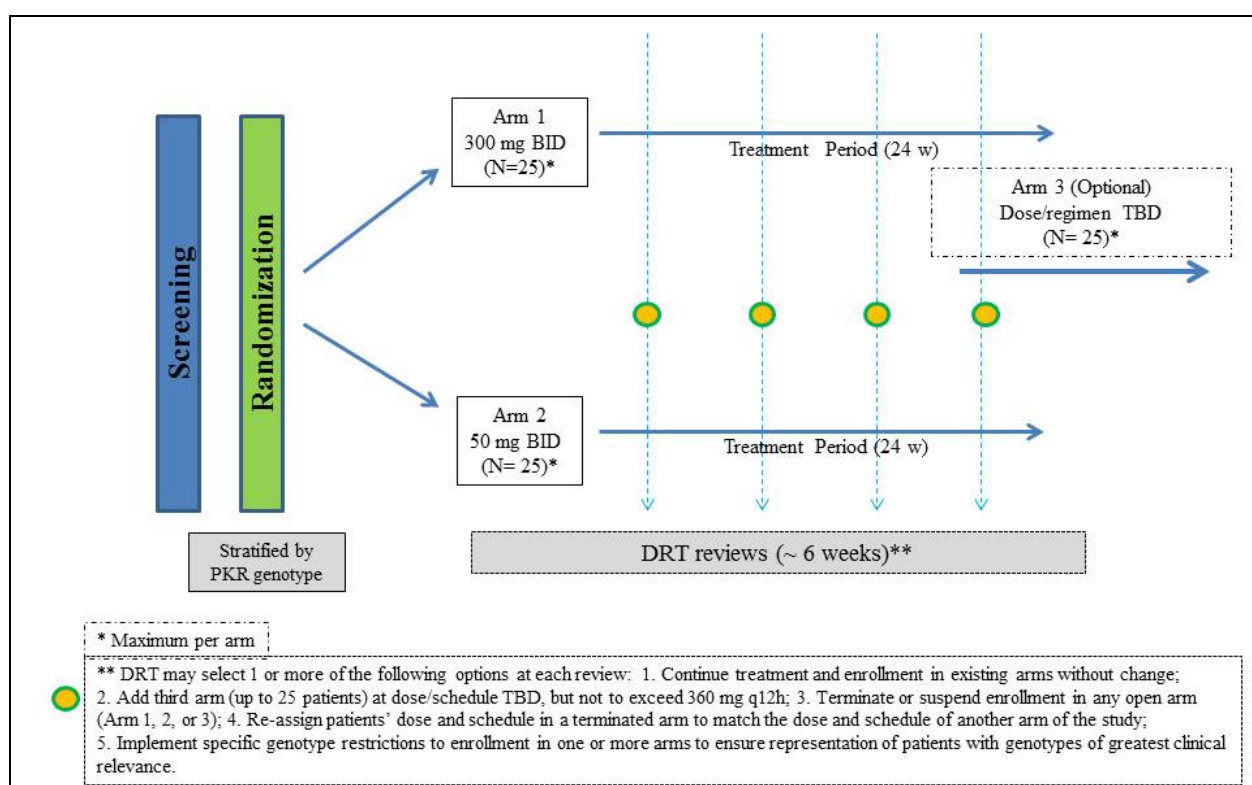 Screening
Randomization
Stratified by
PKR genotype
Arm 1
300 mg BID
(N=25)*
Treatment Period (24 w)
Arm 3 (Optional)
Dose/regimen TBD
(N= 25)*
Arm 2
50 mg BID
(N= 25)*
Treatment Period (24 w)
DRT reviews (~ 6 weeks)**
* Maximum per arm
** DRT may select 1 or more of the following options at each review: 1. Continue treatment and enrollment in existing arms without change;
2. Add third arm (up to 25 patients) at dose/schedule TBD, but not to exceed 360 mg q12h; 3. Terminate or suspend enrollment in any open arm
(Arm 1, 2, or 3); 4. Re-assign patients’ dose and schedule in a terminated arm to match the dose and schedule of another arm of the study;
5. Implement specific genotype restrictions to enrollment in one or more arms to ensure representation of patients with genotypes of greatest clinical
relevance.